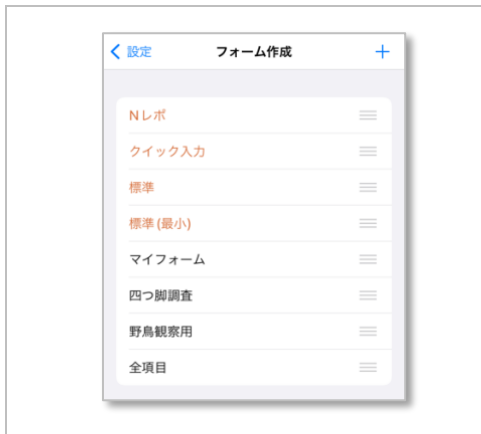 設定 フォーム作成 +
Nレポ
クイック入力
標準
標準(最小)
マイフォーム
四つ脚調査
野鳥観察用
全項目